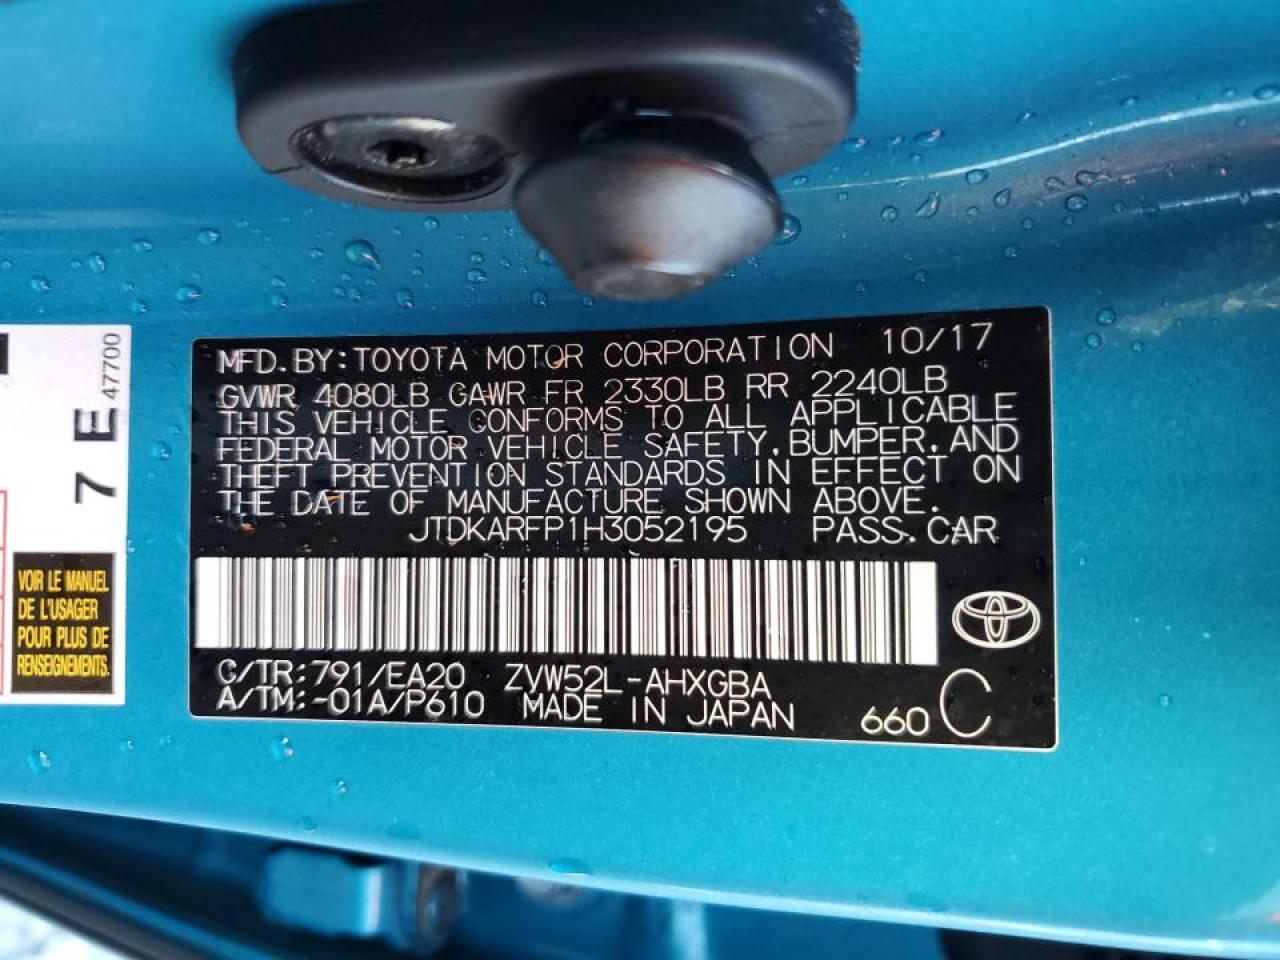 MFD. BY: TOYOTA MOTOR CORPORATION 10/17
GVWR 4080LB GAWR FR 2330LB RR 2240LB
THIS VEHICLE CONFORMS TO ALL APPLICABLE
FEDERAL MOTOR VEHICLE SAFETY, BUMPER, AND
THEFT PREVENTION STANDARDS IN EFFECT ON
THE DATE OF MANUFACTURE SHOWN ABOVE.
JTDKARFP1H3052195 PASS. CAR
C/TR: 791/EA20 ZVW52L-AHXGBA
A/TM: -01A/P610 MADE IN JAPAN 660 C
7 E 47700
VOIR LE MANUEL
DE L'USAGER
POUR PLUS DE
RENSEIGNEMENTS.